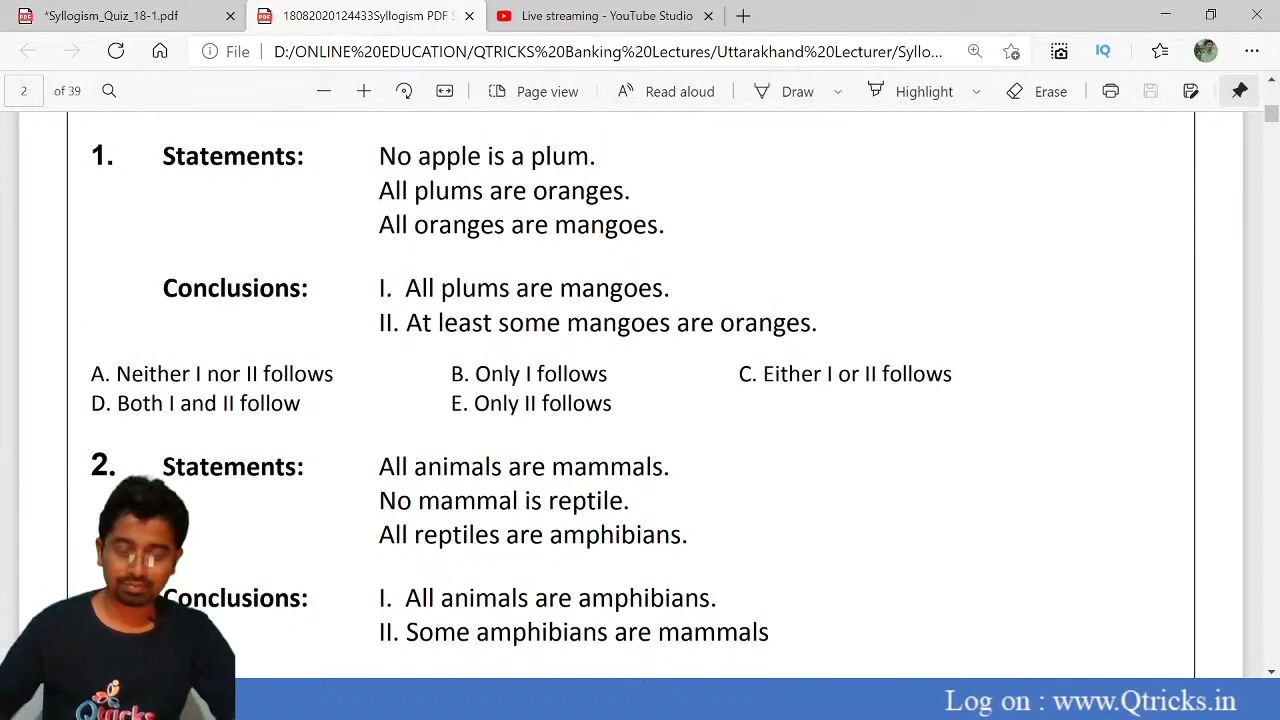 *Syllogism_Quiz_18-1.pdf
18082020124433Syllogism PDF S
Live streaming - YouTube Studio
File
D:/ONLINE%20EDUCATION/QTRICKS%20Banking%20Lectures/Uttarakhand%20Lecturer/Syllo...
IQ
2 of 39
Page view
Read aloud
Draw
Highlight
Erase
1. Statements: No apple is a plum.
All plums are oranges.
All oranges are mangoes.
Conclusions: I. All plums are mangoes.
II. At least some mangoes are oranges.
A. Neither I nor II follows B. Only I follows C. Either I or II follows
D. Both I and II follow E. Only II follows
2. Statements: All animals are mammals.
No mammal is reptile.
All reptiles are amphibians.
Conclusions: I. All animals are amphibians.
II. Some amphibians are mammals
Qtricks
Log on : www.Qtricks.in